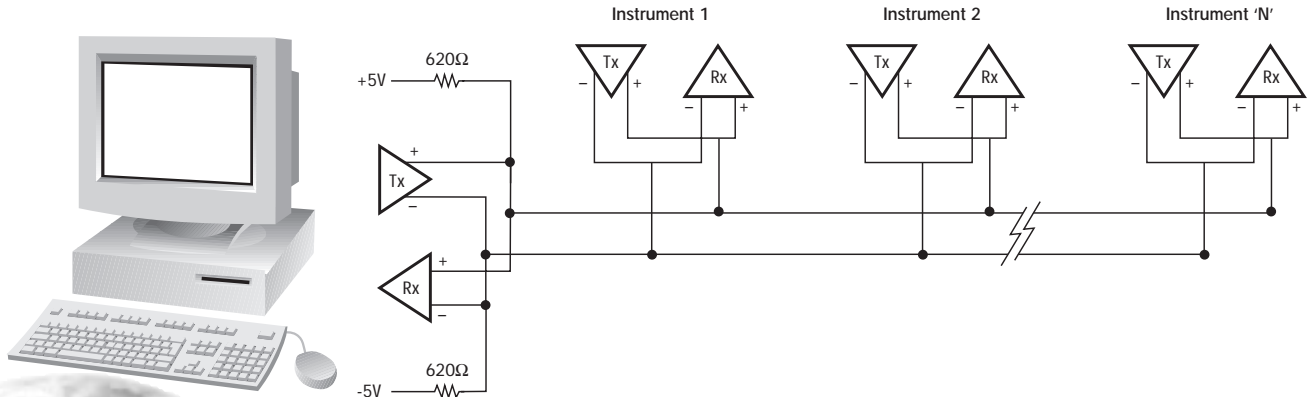 Instrument 1
Instrument 2
Instrument 'N'
Tx
Rx
Tx
Rx
Tx
Rx
− + − +
− + − +
− + − +
620Ω
+5V
+
Tx
−
+
Rx
−
620Ω
-5V